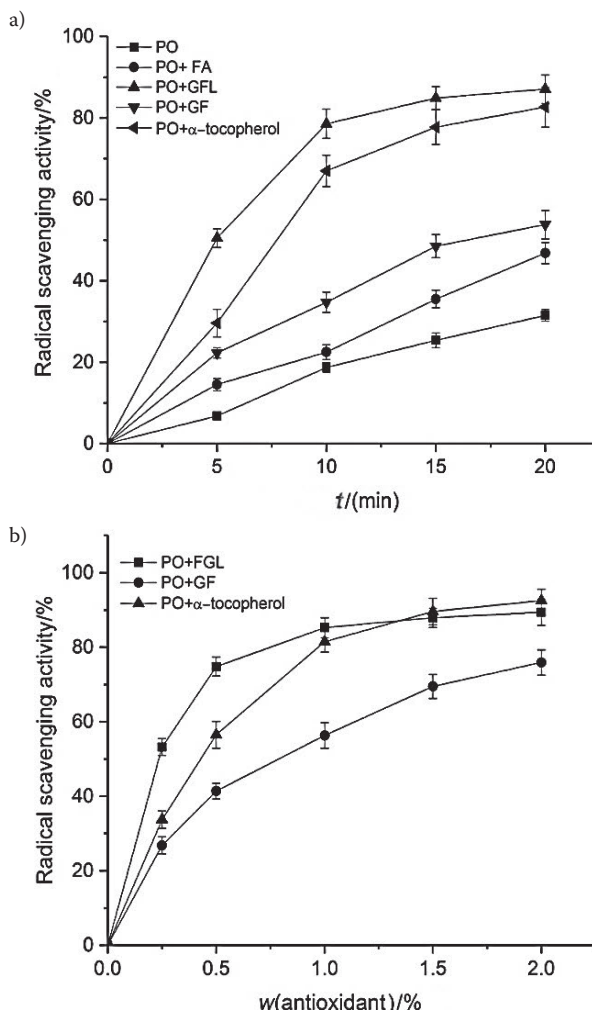 a)
100
80
60
40
20
0
Radical scavenging activity/%
PO
PO+ FA
PO+GFL
PO+GF
PO+α-tocopherol
0 5 10 15 20
t/(min)
b)
100
80
60
40
20
0
Radical scavenging activity/%
PO+FGL
PO+GF
PO+α-tocopherol
0.0 0.5 1.0 1.5 2.0
w(antioxidant)/%